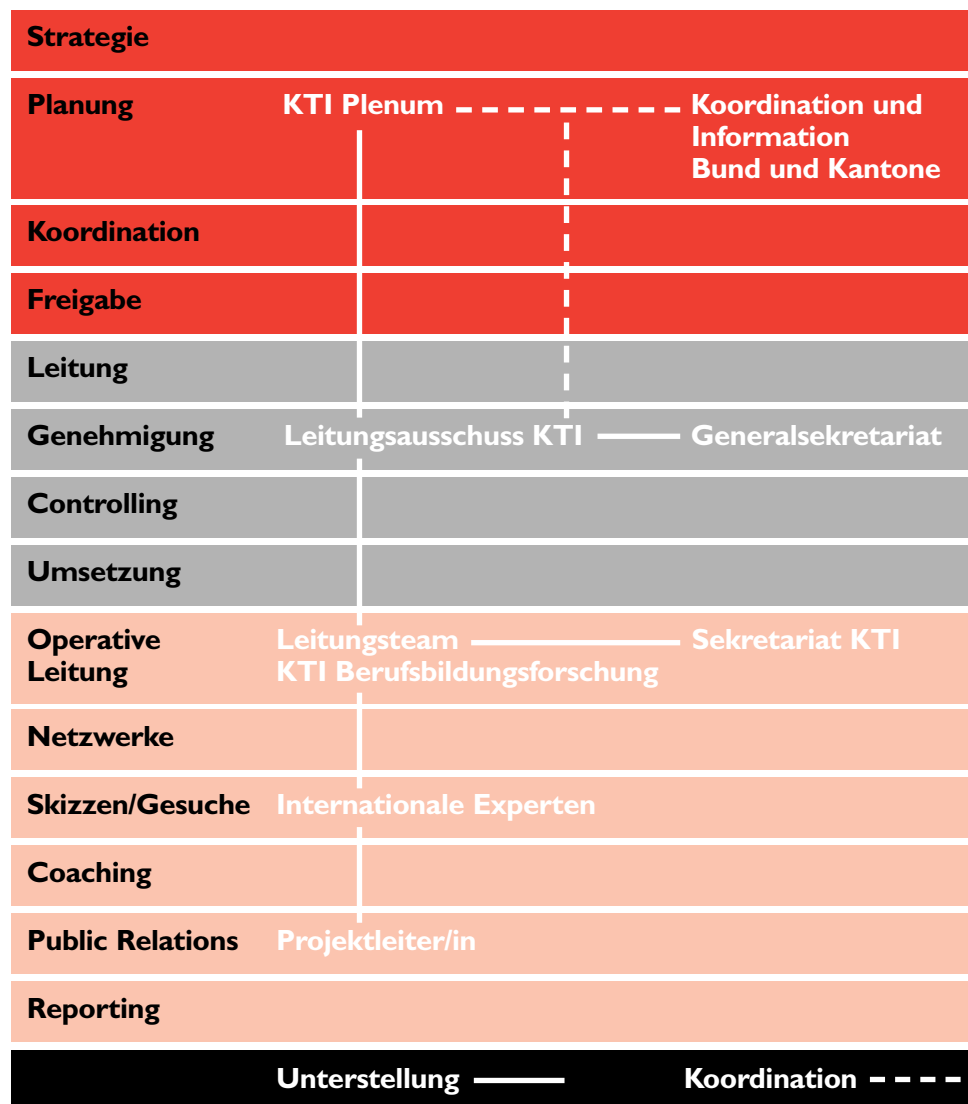 Strategie
Planung KTI Plenum Koordination und
Information
Bund und Kantone
Koordination
Freigabe
Leitung
Genehmigung Leitungsausschuss KTI Generalsekretariat
Controlling
Umsetzung
Operative Leitungsteam Sekretariat KTI
Leitung KTI Berufsbildungsforschung
Netzwerke
Skizzen/Gesuche Internationale Experten
Coaching
Public Relations Projektleiter/in
Reporting
Unterstellung Koordination